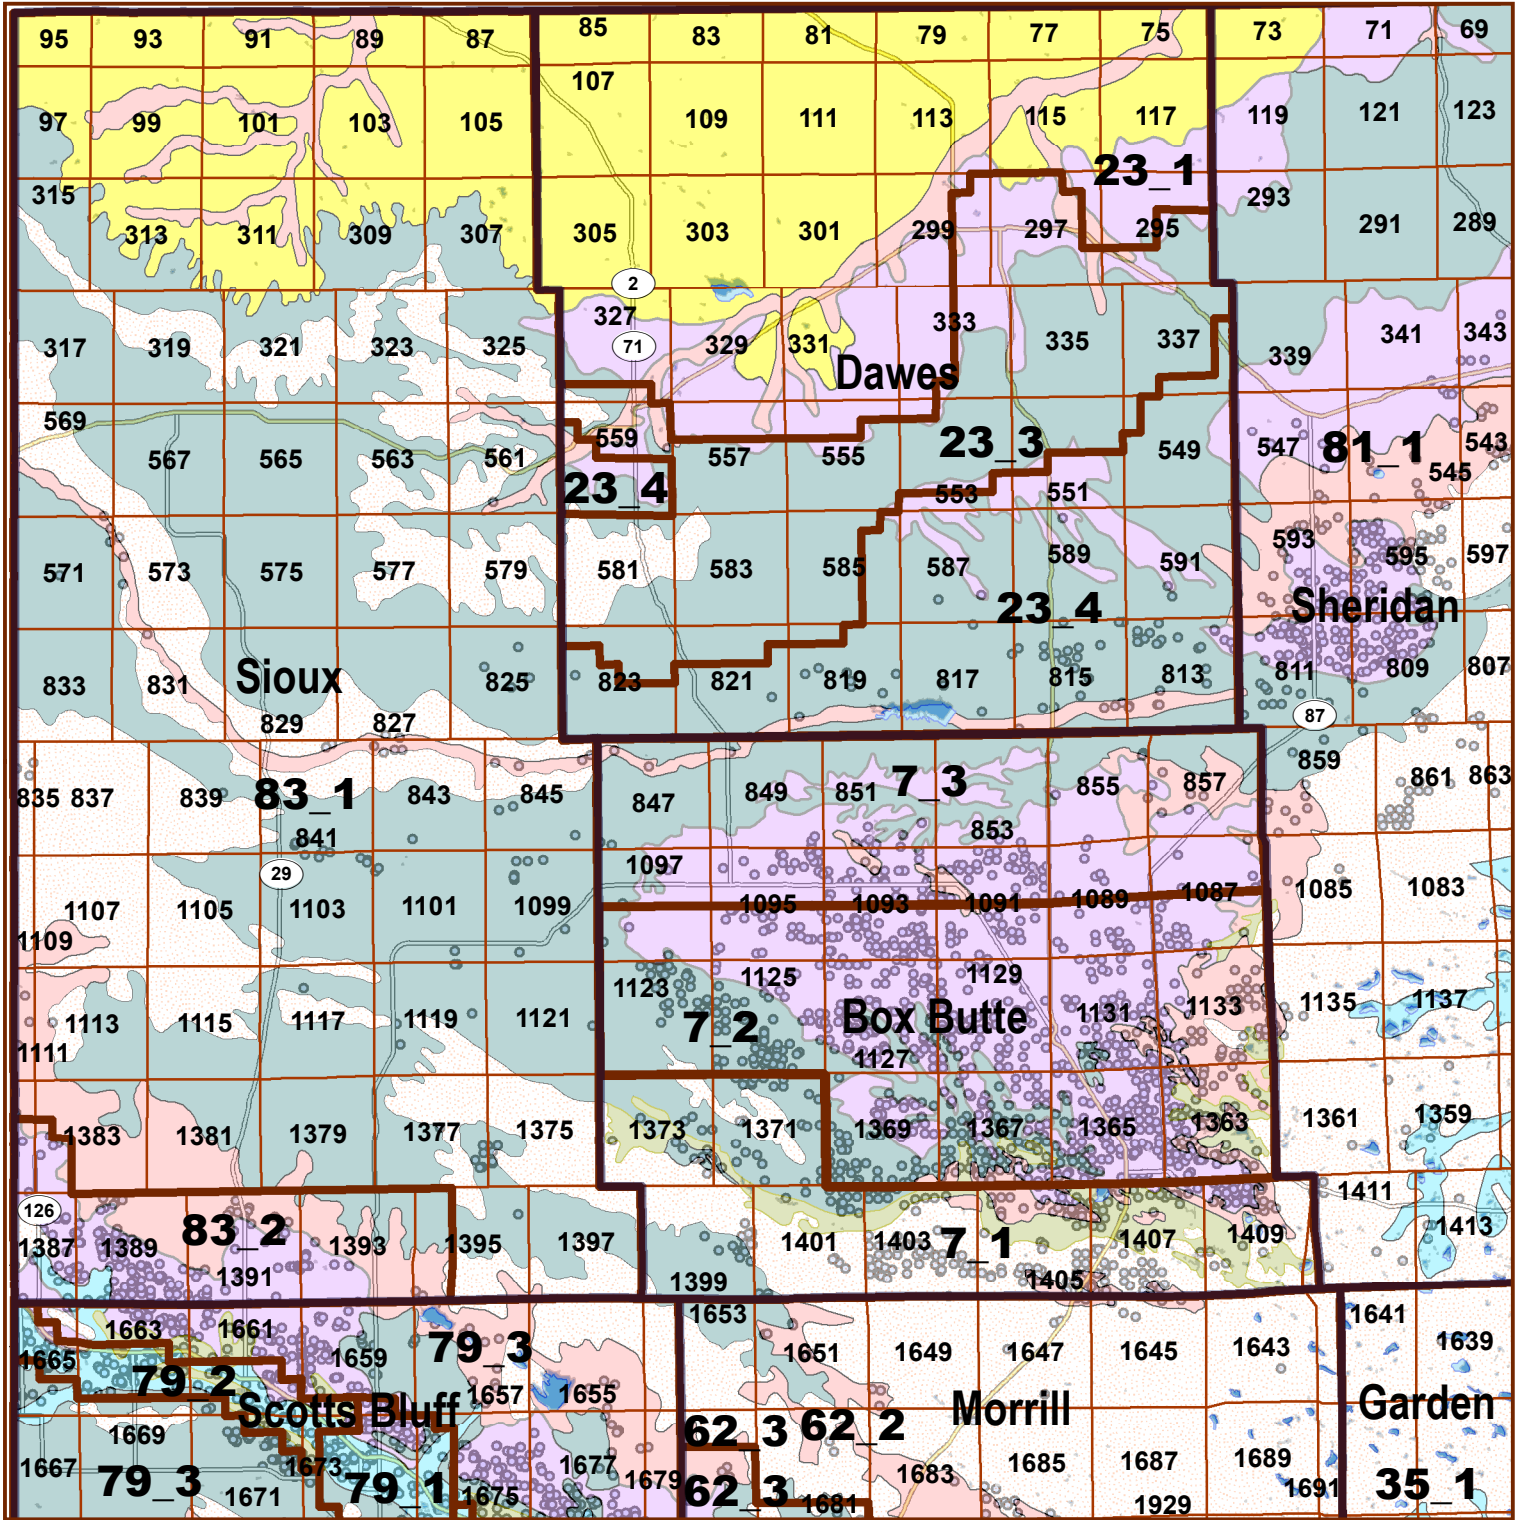 95 93 91 89 87 85 83 81 79 77 75 73 71 69
107
97 99 101 103 105 109 111 113 115 117 119 121 123
23_1
315 313 311 309 307 305 303 301 299 297 295 293 291 289
2
327 333
71
317 319 321 323 325 329 331 335 337 339 341 343
Dawes
569 567 565 563 561 559 557 555 23_3 549 547 81_1 545 543
23_4 553 551
571 573 575 577 579 581 583 585 587 589 591 593 595 597
23_4 Sheridan
833 831 Sioux 825 823 821 819 817 815 813 811 809 807
829 827 87
859
835 837 839 83_1 843 845 847 849 851 7_3 855 857 861 863
841 853
29 1097
1107 1105 1103 1101 1099 1095 1093 1091 1089 1087 1085 1083
1109
1123 1125 1129
1113 1115 1117 1119 1121 7_2 Box Butte 1131 1133 1135 1137
1111 1127
1383 1381 1379 1377 1375 1373 1371 1369 1367 1365 1363 1361 1359
1411
126
1387 1389 83_2 1393 1395 1397 1401 1403 7_1 1407 1409 1413
1391 1399 1405
1653 1641
1663 1661
1665 1659 79_3 1651 1649 1647 1645 1643 1639
79_2 1657 1655
Scotts Bluff Morrill Garden
1669 62_3 62_2
1667 1673 1677 1679 1683 1685 1687 1689
79_3 1671 79_1 1675 62_3 1681 1929 1691 35_1